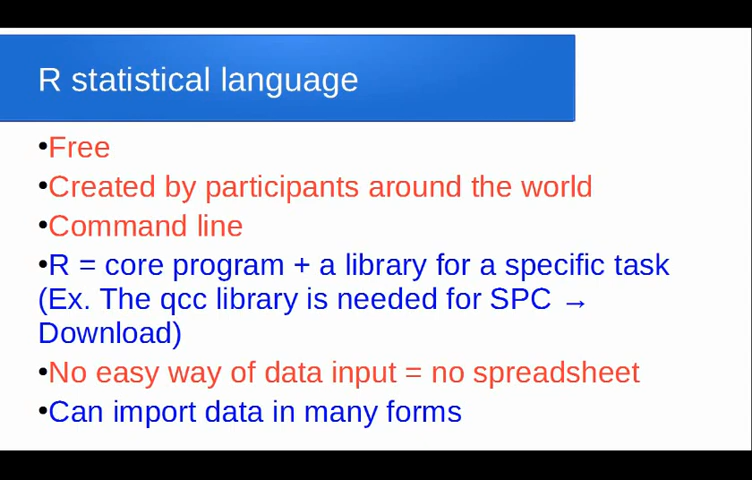 R statistical language
•Free
•Created by participants around the world
•Command line
•R = core program + a library for a specific task
(Ex. The qcc library is needed for SPC →
Download)
•No easy way of data input = no spreadsheet
•Can import data in many forms